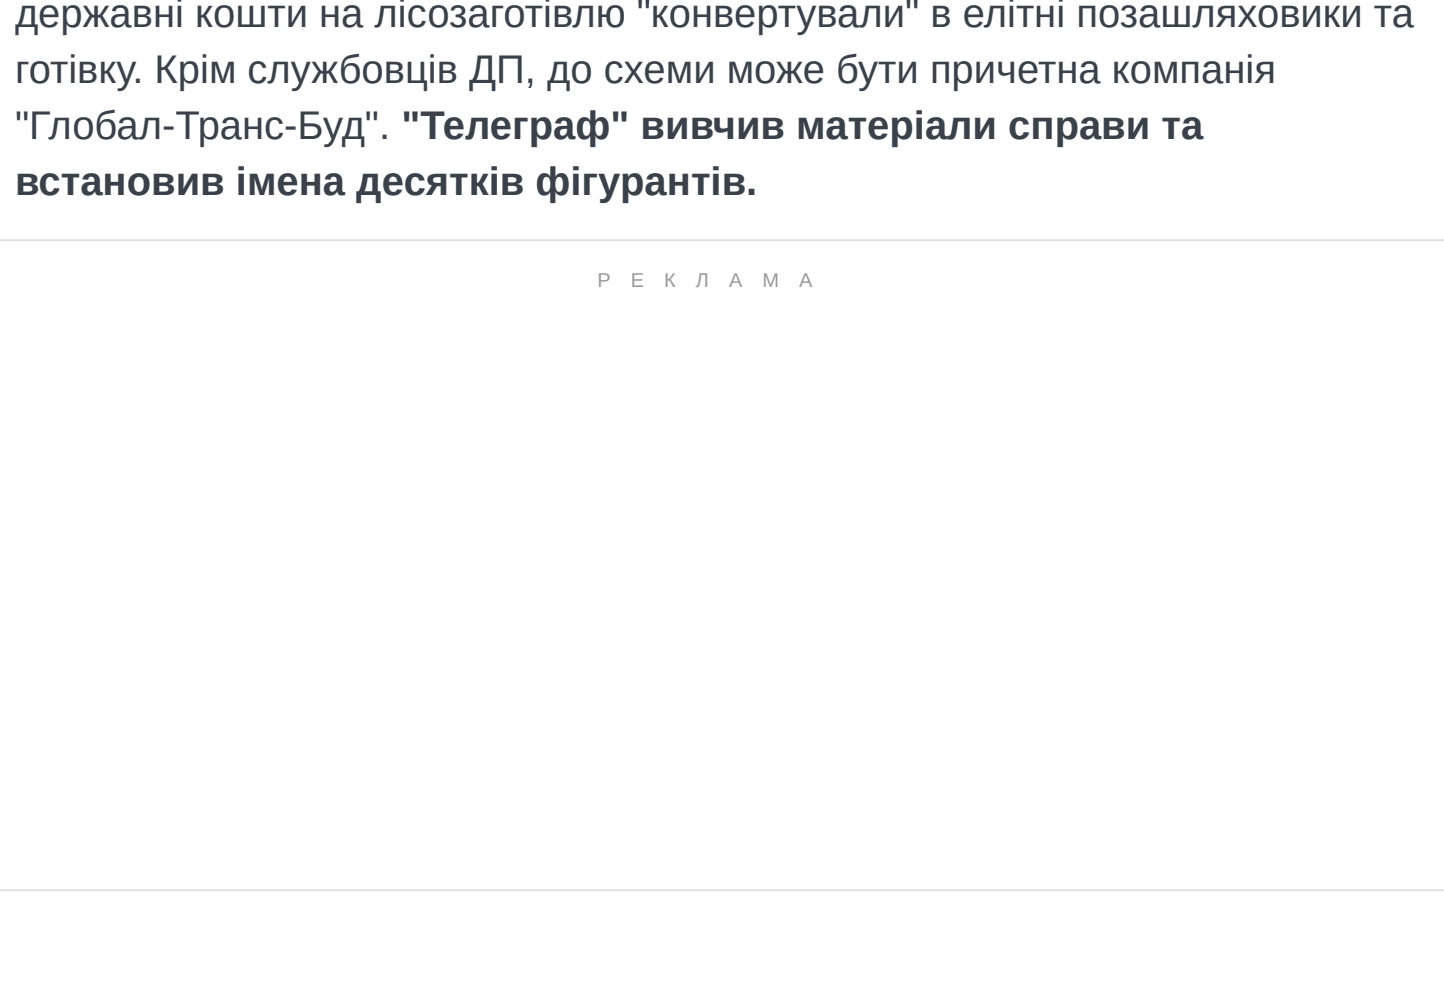 державні кошти на лісозаготівлю "конвертували" в елітні позашляховики та
готівку. Крім службовців ДП, до схеми може бути причетна компанія
"Глобал-Транс-Буд". "Телеграф" вивчив матеріали справи та
встановив імена десятків фігурантів.
РЕКЛАМА